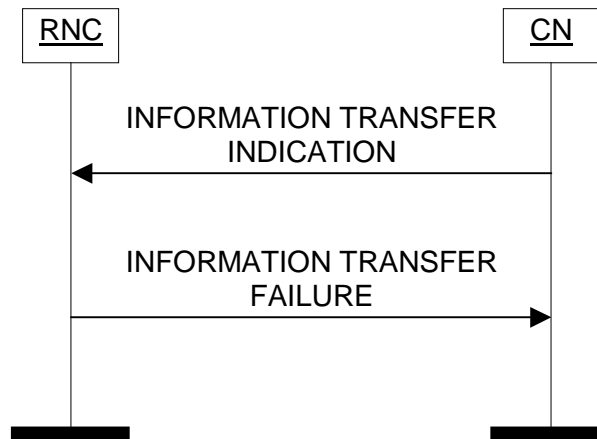 RNC
CN
INFORMATION TRANSFER
INDICATION
INFORMATION TRANSFER
FAILURE